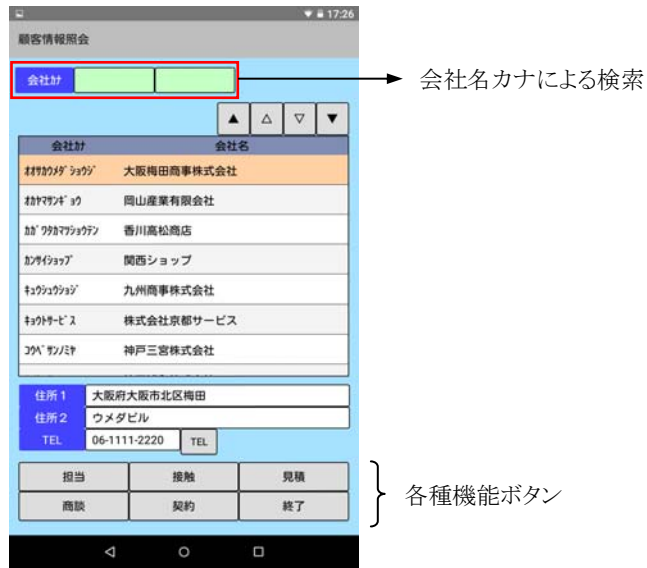 17:26
顧客情報照会
会社ｶﾅ
会社名カナによる検索
▲ △ ▽ ▼
会社ｶﾅ 会社名
ｵｵｻｶｳﾒﾀﾞｼｮｳｼﾞ 大阪梅田商事株式会社
ｵｶﾔﾏｻﾝｷﾞｮｳ 岡山産業有限会社
ｶｶﾞﾜﾀｶﾏﾂｼｮｳﾃﾝ 香川高松商店
ｶﾝｻｲｼｮｯﾌﾟ 関西ショップ
ｷｭｳｼｭｳｼｮｳｼﾞ 九州商事株式会社
ｷｮｳﾄｻｰﾋﾞｽ 株式会社京都サービス
ｺｳﾍﾞｻﾝﾉﾐﾔ 神戸三宮株式会社
住所１ 大阪府大阪市北区梅田
住所２ ウメダビル
TEL 06-1111-2220 TEL
担当 接触 見積
商談 契約 終了
各種機能ボタン